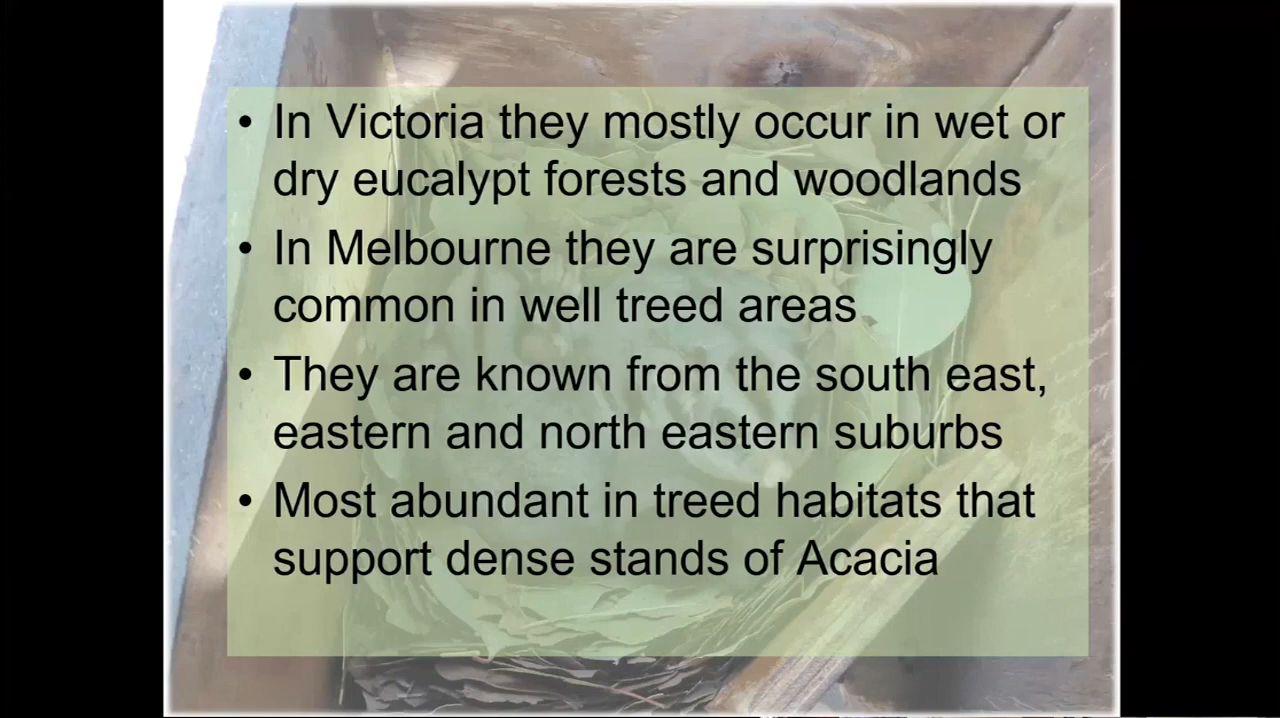 • In Victoria they mostly occur in wet or
dry eucalypt forests and woodlands
• In Melbourne they are surprisingly
common in well treed areas
• They are known from the south east,
eastern and north eastern suburbs
• Most abundant in treed habitats that
support dense stands of Acacia